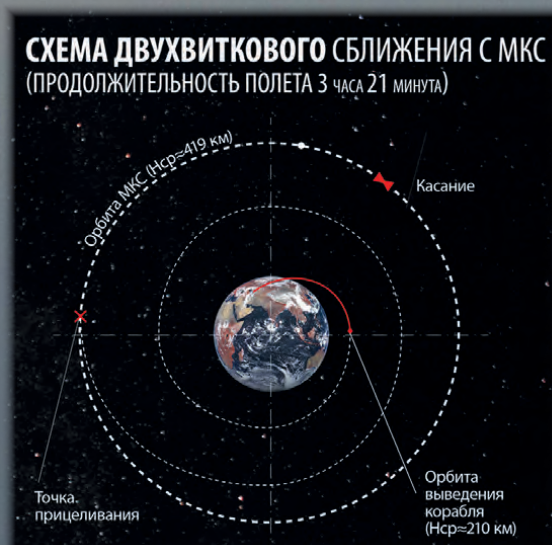 СХЕМА ДВУХВИТКОВОГО СБЛИЖЕНИЯ С МКС
(ПРОДОЛЖИТЕЛЬНОСТЬ ПОЛЕТА 3 ЧАСА 21 МИНУТА)
Орбита МКС (Нср≈419 км)
Касание
Точка
прицеливания
Орбита
выведения
корабля
(Нср≈210 км)